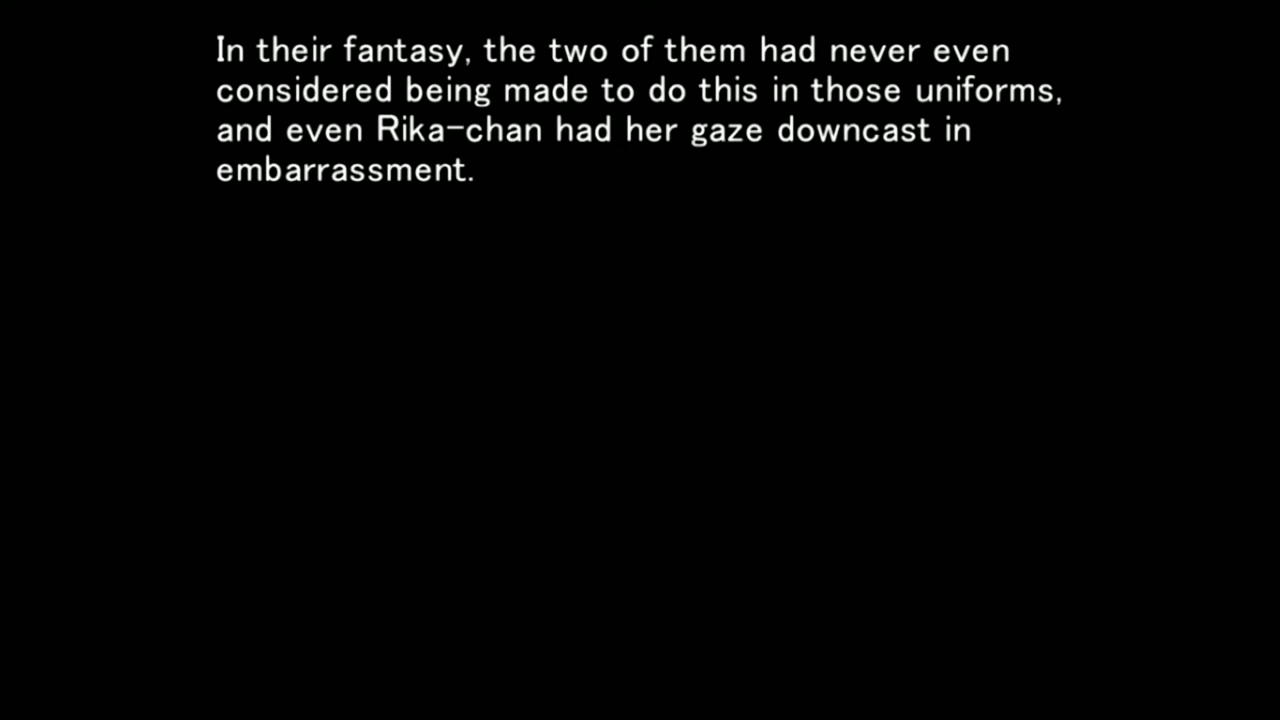 In their fantasy, the two of them had never even
considered being made to do this in those uniforms,
and even Rika-chan had her gaze downcast in
embarrassment.